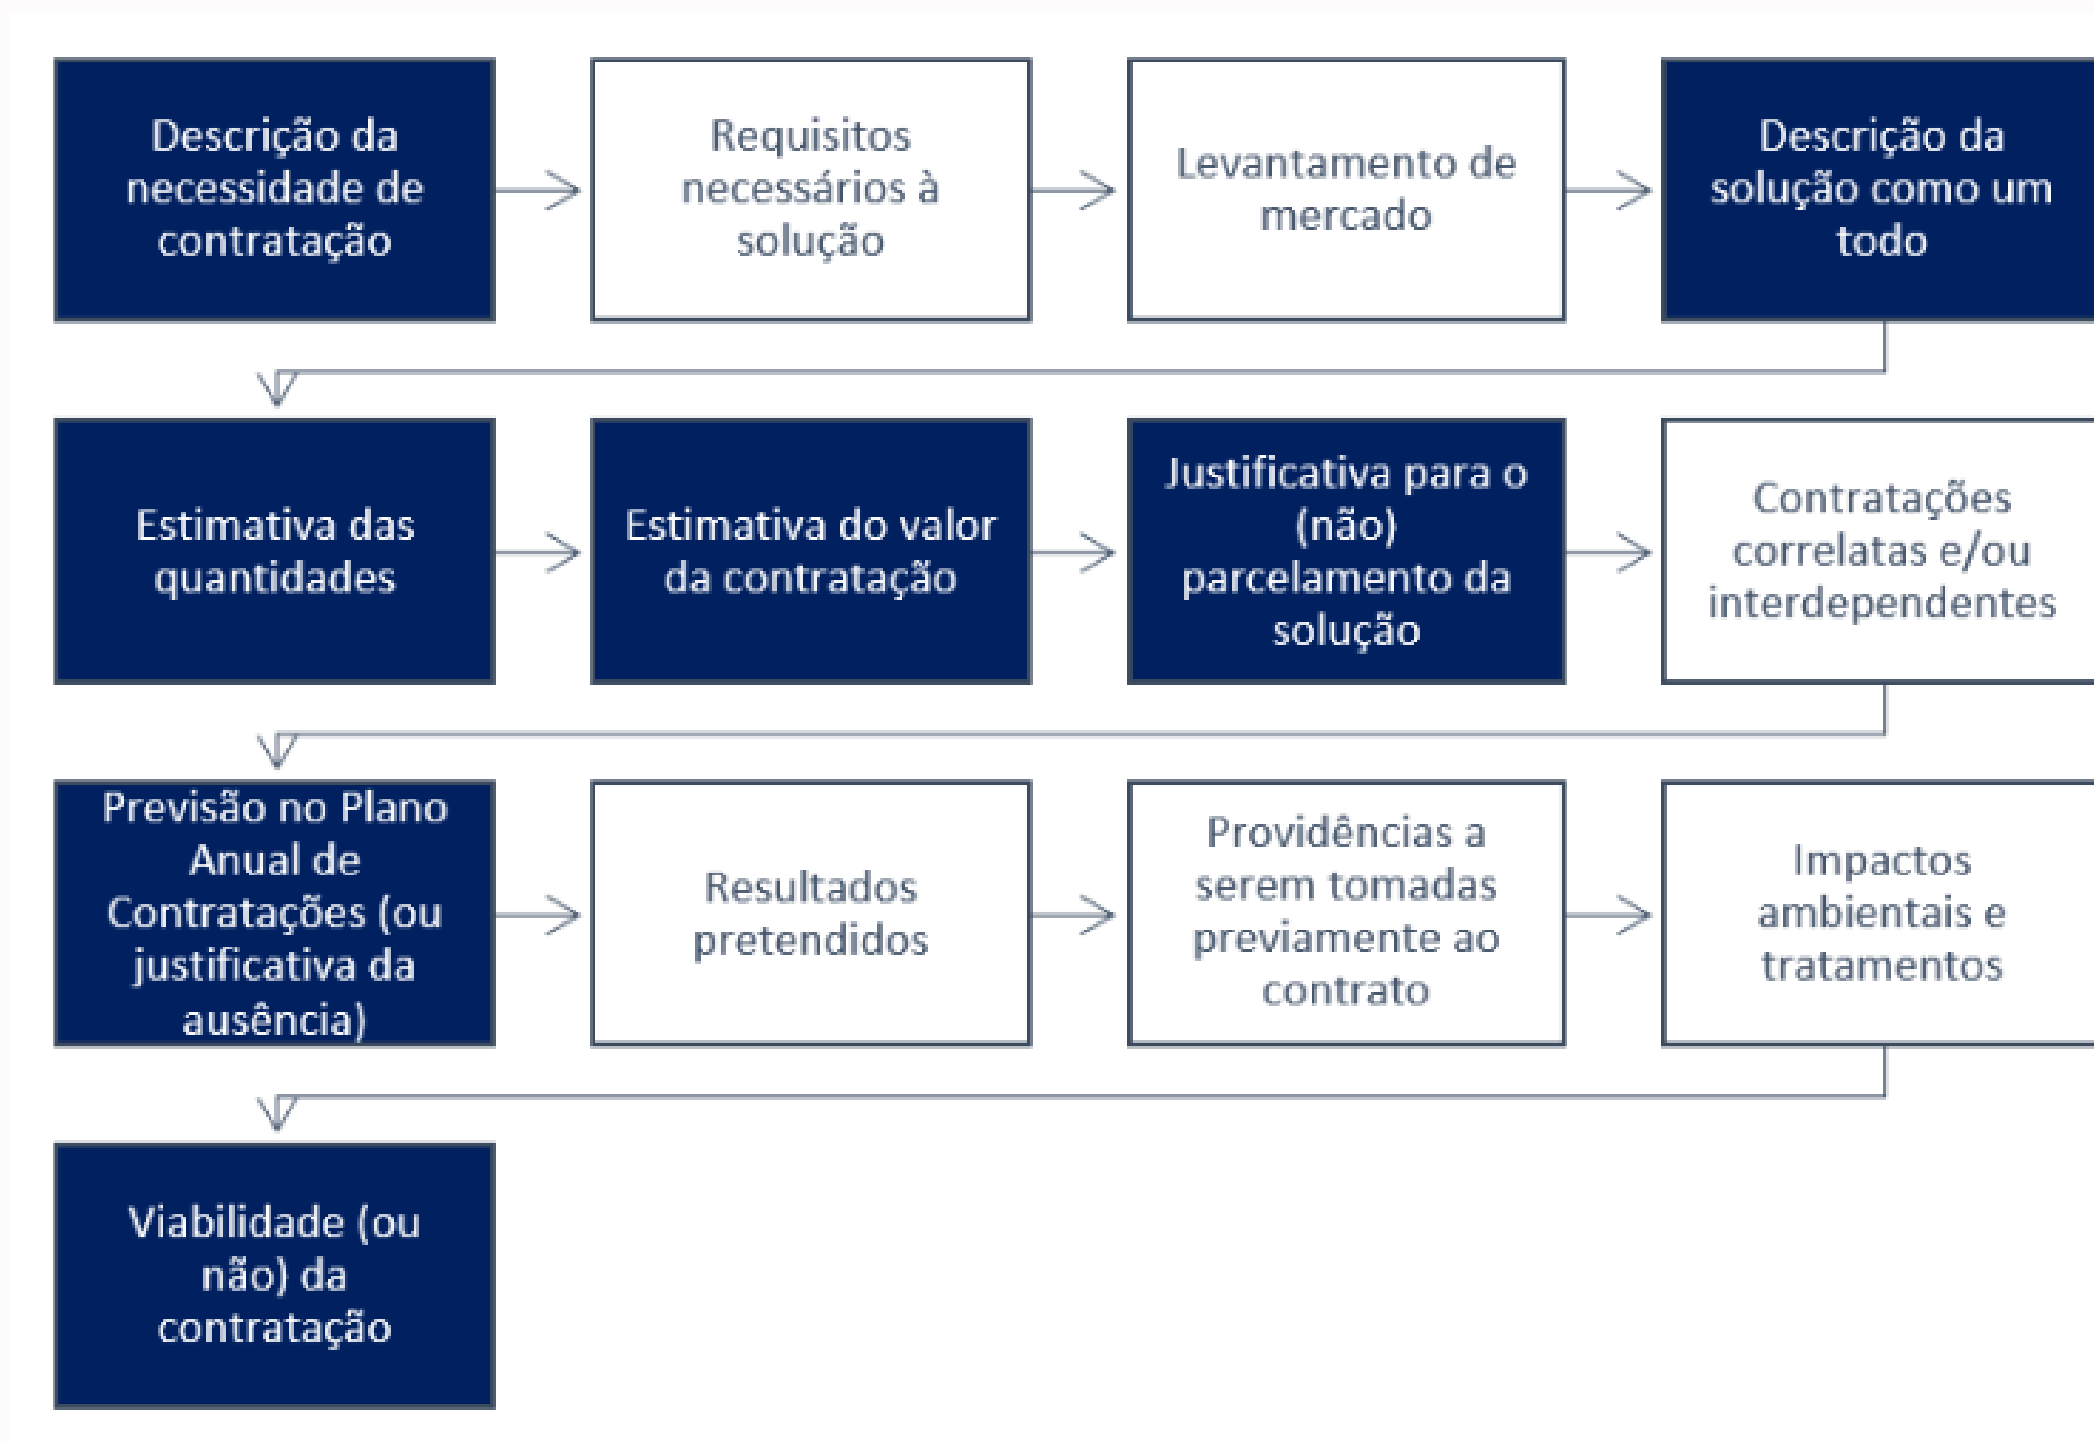 Descrição da
necessidade de
contratação
Requisitos
necessários à
solução
Levantamento de
mercado
Descrição da
solução como um
todo
Estimativa das
quantidades
Estimativa do valor
da contratação
Justificativa para o
(não)
parcelamento da
solução
Contratações
correlatas e/ou
interdependentes
Previsão no Plano
Anual de
Contratações (ou
justificativa da
ausência)
Resultados
pretendidos
Providências a
serem tomadas
previamente ao
contrato
Impactos
ambientais e
tratamentos
Viabilidade (ou
não) da
contratação